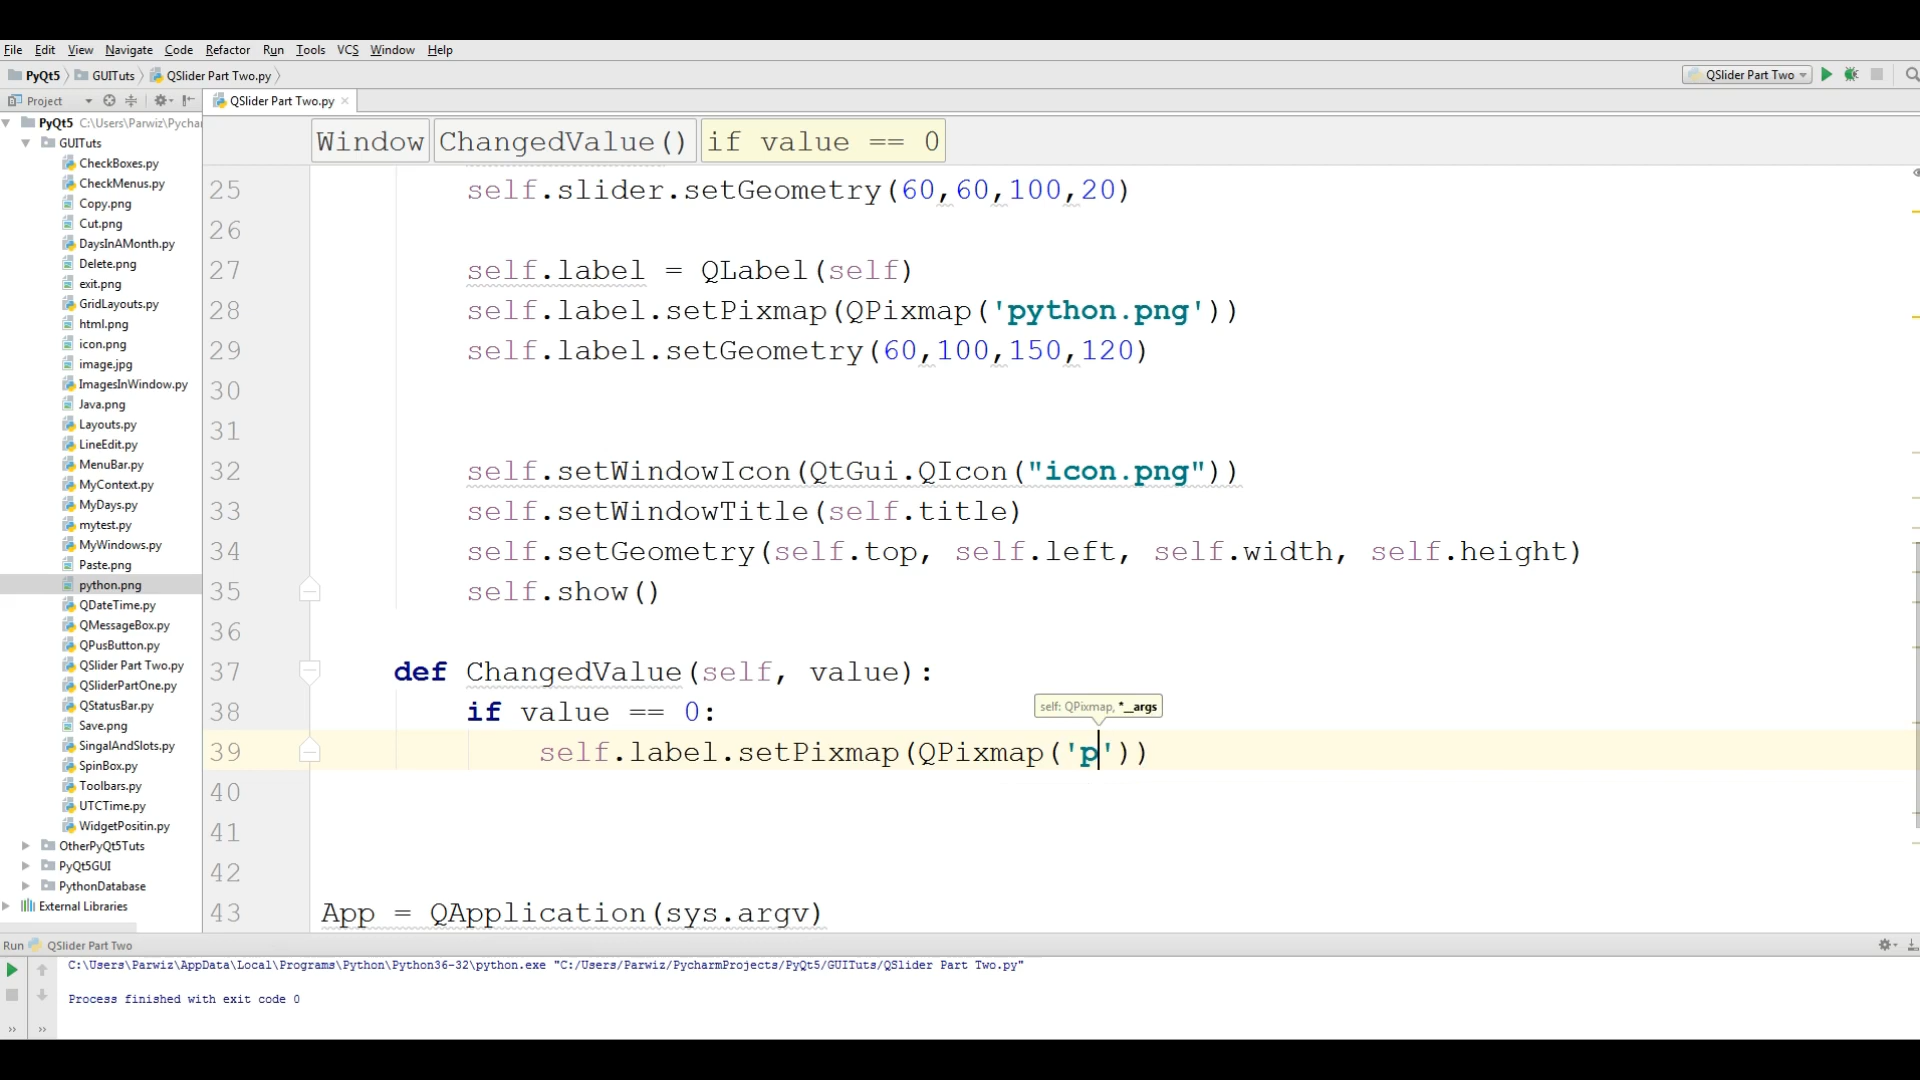 File Edit View Navigate Code Refactor Run Tools VCS Window Help
PyQt5 GUITuts QSlider Part Two.py QSlider Part Two
Project QSlider Part Two.py
PyQt5 C:\Users\Parwiz\Pycha
GUITuts
CheckBoxes.py
CheckMenus.py
Copy.png
Cut.png
DaysInAMonth.py
Delete.png
exit.png
GridLayouts.py
html.png
icon.png
image.jpg
ImagesInWindow.py
Java.png
Layouts.py
LineEdit.py
MenuBar.py
MyContext.py
MyDays.py
mytest.py
MyWindows.py
Paste.png
python.png
QDateTime.py
QMessageBox.py
QPusButton.py
QSlider Part Two.py
QSliderPartOne.py
QStatusBar.py
Save.png
SingalAndSlots.py
SpinBox.py
Toolbars.py
UTCTime.py
WidgetPositin.py
OtherPyQt5Tuts
PyQt5GUI
PythonDatabase
External Libraries
Window ChangedValue() if value == 0
25 self.slider.setGeometry(60,60,100,20)
26
27 self.label = QLabel(self)
28 self.label.setPixmap(QPixmap('python.png'))
29 self.label.setGeometry(60,100,150,120)
30
31
32 self.setWindowIcon(QtGui.QIcon("icon.png"))
33 self.setWindowTitle(self.title)
34 self.setGeometry(self.top, self.left, self.width, self.height)
35 self.show()
36
37 def ChangedValue(self, value):
38 if value == 0:
self: QPixmap, *__args
39 self.label.setPixmap(QPixmap('p'))
40
41
42
43 App = QApplication(sys.argv)
Run QSlider Part Two
C:\Users\Parwiz\AppData\Local\Programs\Python\Python36-32\python.exe "C:/Users/Parwiz/PycharmProjects/PyQt5/GUITuts/QSlider Part Two.py"
Process finished with exit code 0